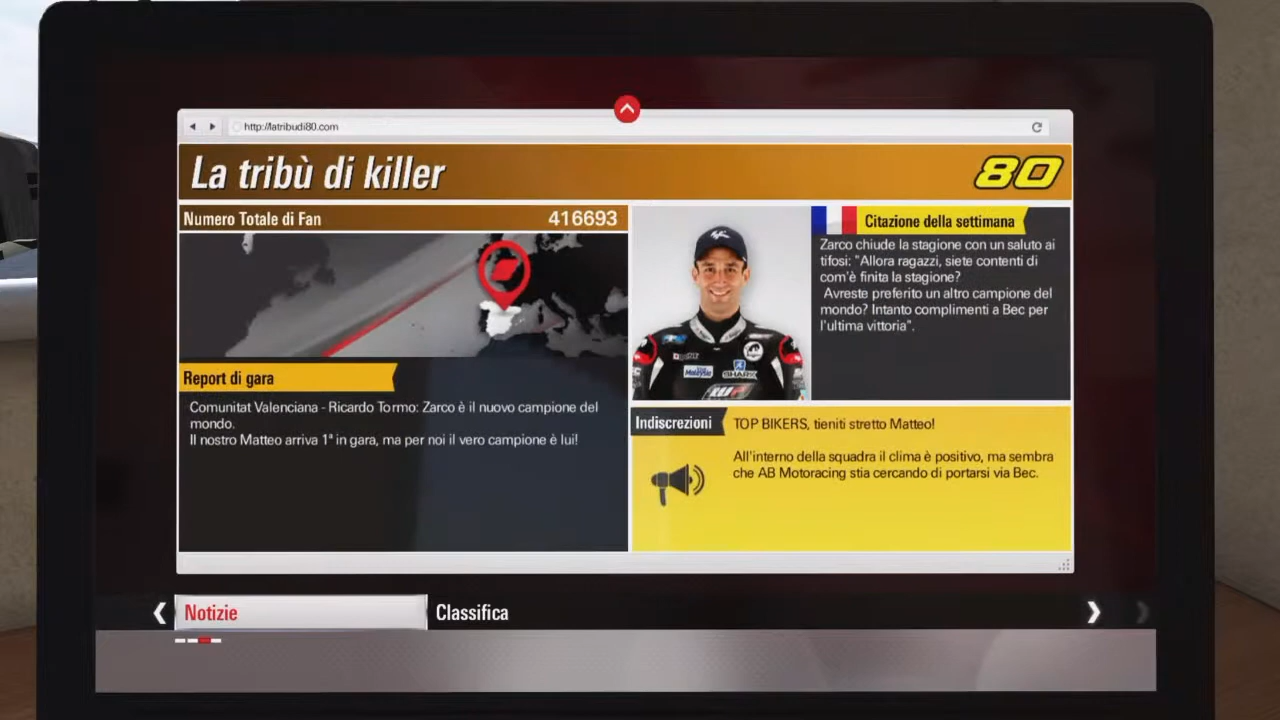 http://latribudi80.com
La tribù di killer
80
Numero Totale di Fan
416693
Citazione della settimana
Zarco chiude la stagione con un saluto ai
tifosi: "Allora ragazzi, siete contenti di
com'è finita la stagione?
Avreste preferito un altro campione del
mondo? Intanto complimenti a Bec per
l'ultima vittoria".
Report di gara
Comunitat Valenciana - Ricardo Tormo: Zarco è il nuovo campione del
mondo.
Il nostro Matteo arriva 1ª in gara, ma per noi il vero campione è lui!
SHARK
Indiscrezioni
TOP BIKERS, tieniti stretto Matteo!
All'interno della squadra il clima è positivo, ma sembra
che AB Motoracing stia cercando di portarsi via Bec.
Notizie
Classifica